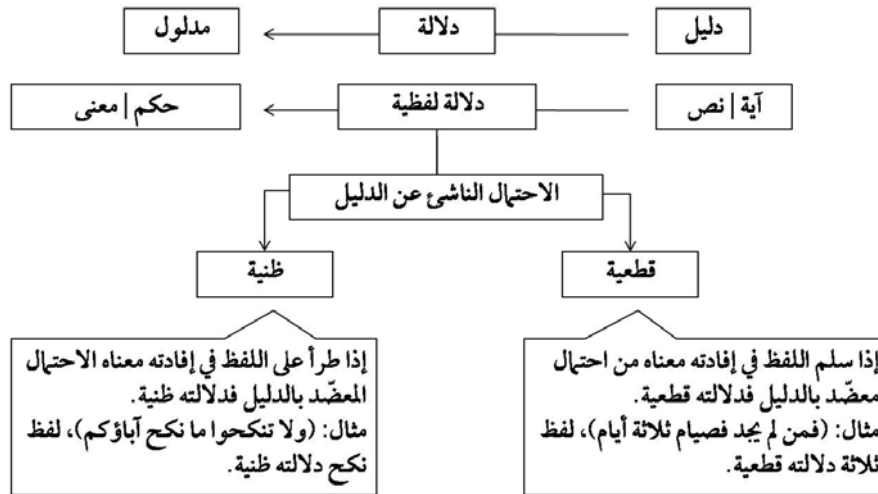 دليل
دلالة
مدلول
آية | نص
دلالة لفظية
حكم | معنى
الاحتمال الناشئ عن الدليل
قطعية
ظنية
إذا سلم اللفظ في إفادته معناه من احتمال
معضّد بالدليل فدلالته قطعية.
مثال: (فمن لم يجد فصيام ثلاثة أيام)، لفظ
ثلاثة دلالته قطعية.
إذا طرأ على اللفظ في إفادته معناه الاحتمال
المعضّد بالدليل فدلالته ظنية.
مثال: (ولا تنكحوا ما نكح آباؤكم)، لفظ
نكح دلالته ظنية.